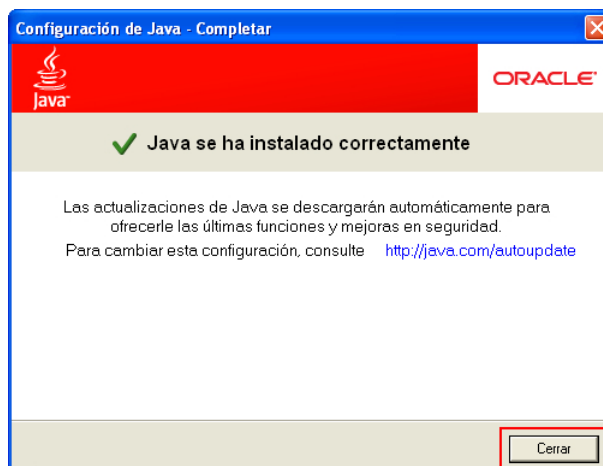 Configuración de Java - Completar
Java
ORACLE
Java se ha instalado correctamente
Las actualizaciones de Java se descargarán automáticamente para
ofrecerle las últimas funciones y mejoras en seguridad.
Para cambiar esta configuración, consulte http://java.com/autoupdate
Cerrar